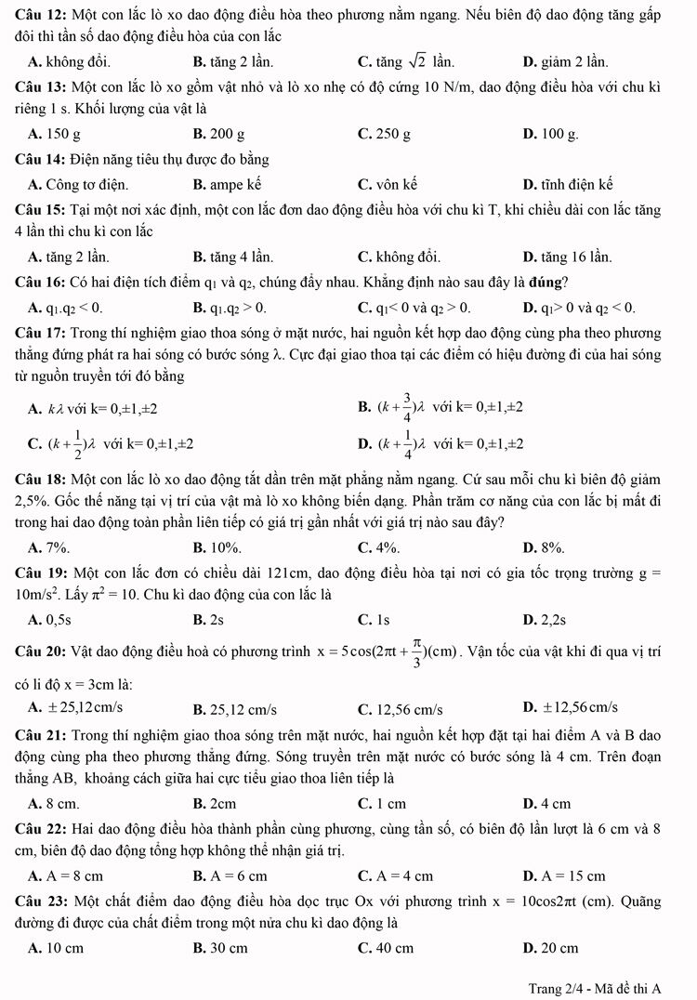 Câu 12: Một con lắc lò xo dao động điều hòa theo phương nằm ngang. Nếu biên độ dao động tăng gấp
đôi thì tần số dao động điều hòa của con lắc
A. không đổi. B. tăng 2 lần. C. tăng √2 lần. D. giảm 2 lần.
Câu 13: Một con lắc lò xo gồm vật nhỏ và lò xo nhẹ có độ cứng 10 N/m, dao động điều hòa với chu kì
riêng 1 s. Khối lượng của vật là
A. 150 g B. 200 g C. 250 g D. 100 g.
Câu 14: Điện năng tiêu thụ được đo bằng
A. Công tơ điện. B. ampe kế C. vôn kế D. tĩnh điện kế
Câu 15: Tại một nơi xác định, một con lắc đơn dao động điều hòa với chu kì T, khi chiều dài con lắc tăng
4 lần thì chu kì con lắc
A. tăng 2 lần. B. tăng 4 lần. C. không đổi. D. tăng 16 lần.
Câu 16: Có hai điện tích điểm q₁ và q₂, chúng đẩy nhau. Khẳng định nào sau đây là đúng?
A. q₁.q₂ < 0. B. q₁.q₂ > 0. C. q₁< 0 và q₂ > 0. D. q₁> 0 và q₂ < 0.
Câu 17: Trong thí nghiệm giao thoa sóng ở mặt nước, hai nguồn kết hợp dao động cùng pha theo phương
thẳng đứng phát ra hai sóng có bước sóng λ. Cực đại giao thoa tại các điểm có hiệu đường đi của hai sóng
từ nguồn truyền tới đó bằng
A. kλ với k= 0,±1,±2 B. (k + 3/4)λ với k= 0,±1,±2
C. (k + 1/2)λ với k= 0,±1,±2 D. (k + 1/4)λ với k= 0,±1,±2
Câu 18: Một con lắc lò xo dao động tắt dần trên mặt phẳng nằm ngang. Cứ sau mỗi chu kì biên độ giảm
2,5%. Gốc thế năng tại vị trí của vật mà lò xo không biến dạng. Phần trăm cơ năng của con lắc bị mất đi
trong hai dao động toàn phần liên tiếp có giá trị gần nhất với giá trị nào sau đây?
A. 7%. B. 10%. C. 4%. D. 8%.
Câu 19: Một con lắc đơn có chiều dài 121cm, dao động điều hòa tại nơi có gia tốc trọng trường g =
10m/s². Lấy π² = 10. Chu kì dao động của con lắc là
A. 0,5s B. 2s C. 1s D. 2,2s
Câu 20: Vật dao động điều hoà có phương trình x = 5cos(2πt + π/3)(cm). Vận tốc của vật khi đi qua vị trí
có li độ x = 3cm là:
A. ± 25,12cm/s B. 25,12 cm/s C. 12,56 cm/s D. ±12,56cm/s
Câu 21: Trong thí nghiệm giao thoa sóng trên mặt nước, hai nguồn kết hợp đặt tại hai điểm A và B dao
động cùng pha theo phương thẳng đứng. Sóng truyền trên mặt nước có bước sóng là 4 cm. Trên đoạn
thẳng AB, khoảng cách giữa hai cực tiểu giao thoa liên tiếp là
A. 8 cm. B. 2cm C. 1 cm D. 4 cm
Câu 22: Hai dao động điều hòa thành phần cùng phương, cùng tần số, có biên độ lần lượt là 6 cm và 8
cm, biên độ dao động tổng hợp không thể nhận giá trị.
A. A = 8 cm B. A = 6 cm C. A = 4 cm D. A = 15 cm
Câu 23: Một chất điểm dao động điều hòa dọc trục Ox với phương trình x = 10cos2πt (cm). Quãng
đường đi được của chất điểm trong một nửa chu kì dao động là
A. 10 cm B. 30 cm C. 40 cm D. 20 cm
Trang 2/4 - Mã đề thi A